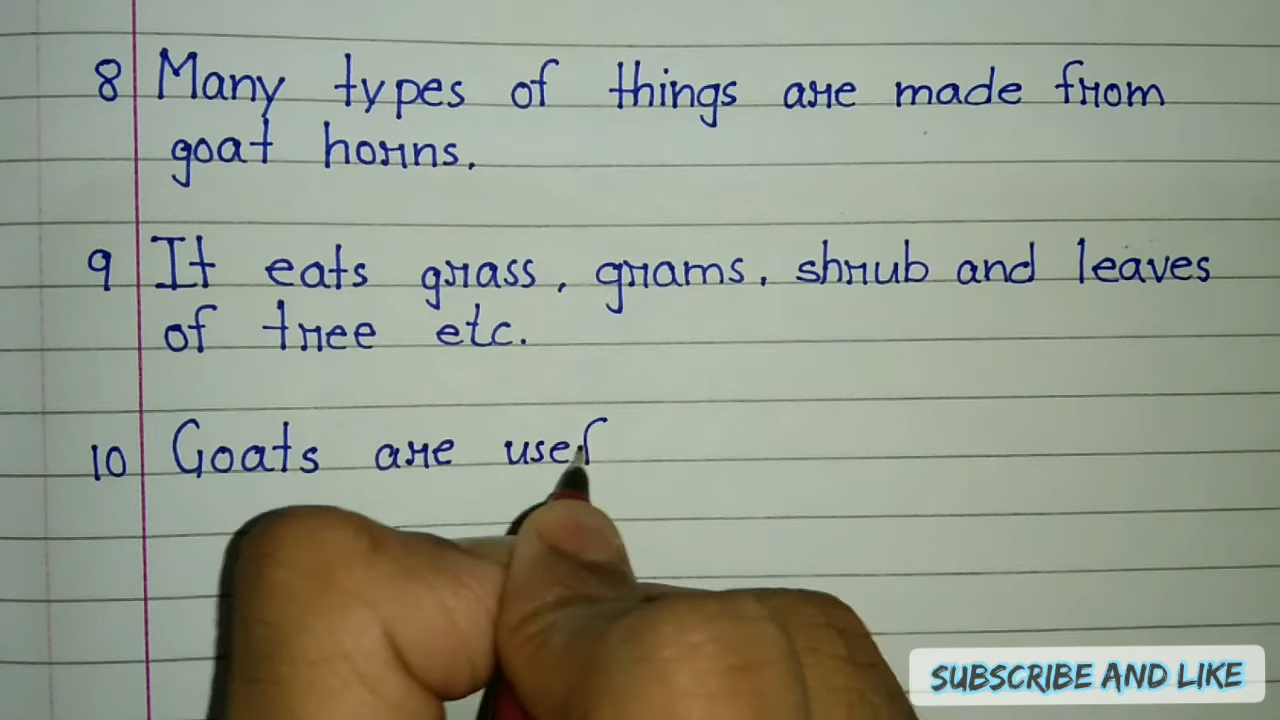 8 Many types of things are made from
goat horns.
9 It eats grass, grams, shrub and leaves
of tree etc.
10 Goats are usef
SUBSCRIBE AND LIKE